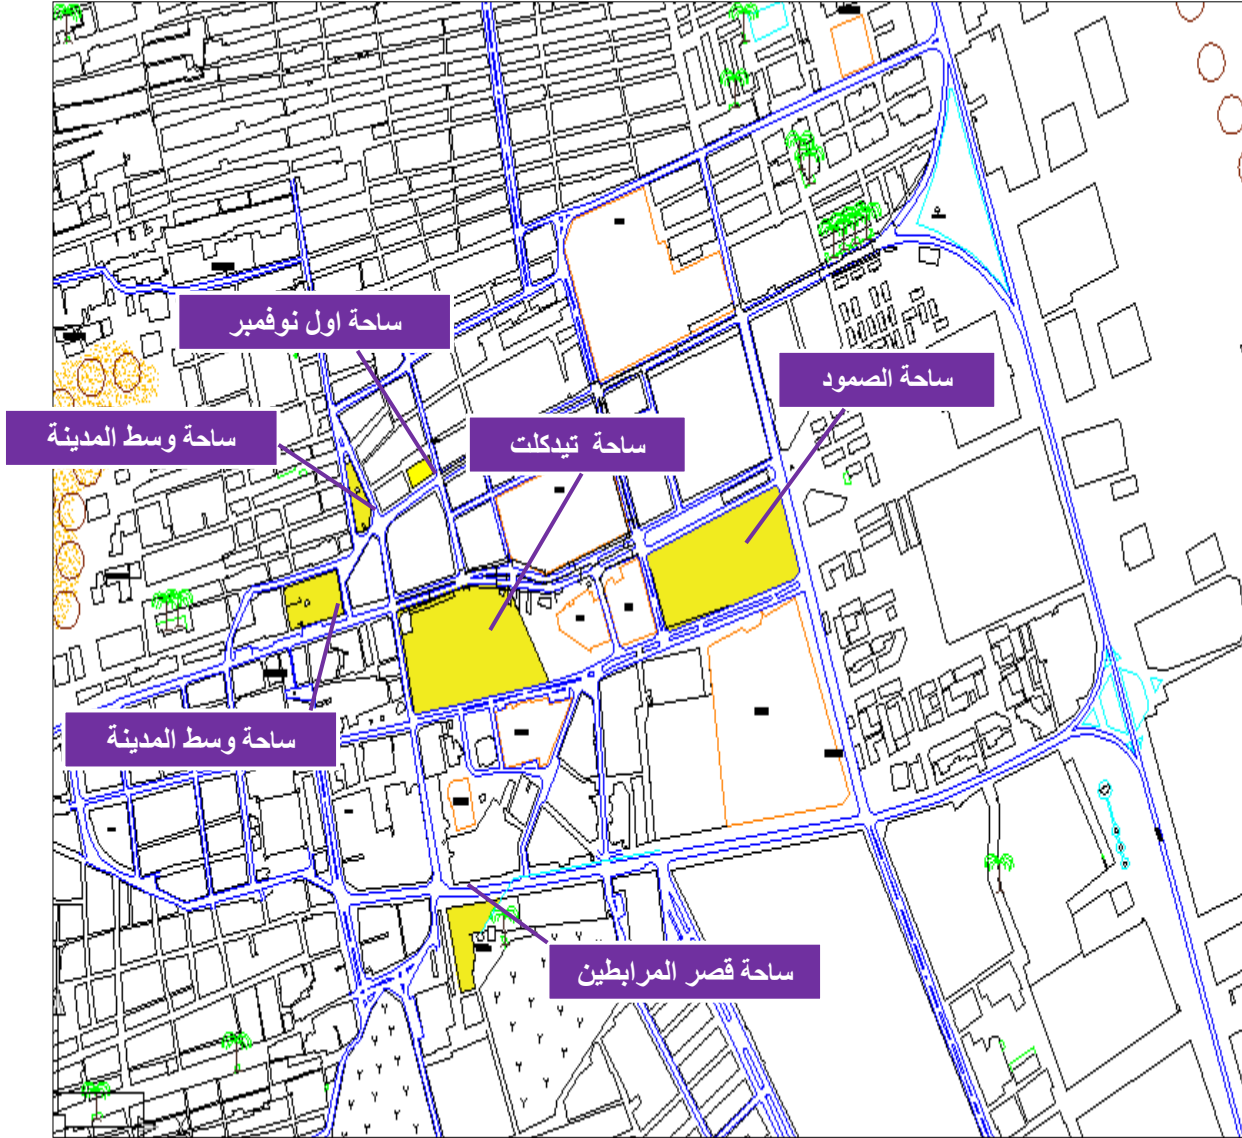 ساحة اول نوفمبر
ساحة الصمود
ساحة وسط المدينة
ساحة تيدكلت
ساحة وسط المدينة
ساحة قصر المرابطين